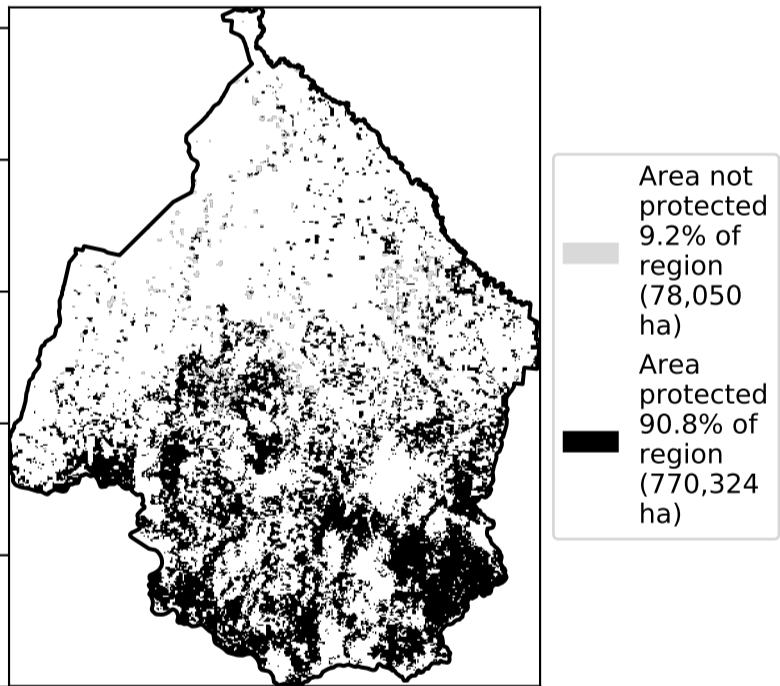 Area not
protected
9.2% of
region
(78,050
ha)
Area
protected
90.8% of
region
(770,324
ha)